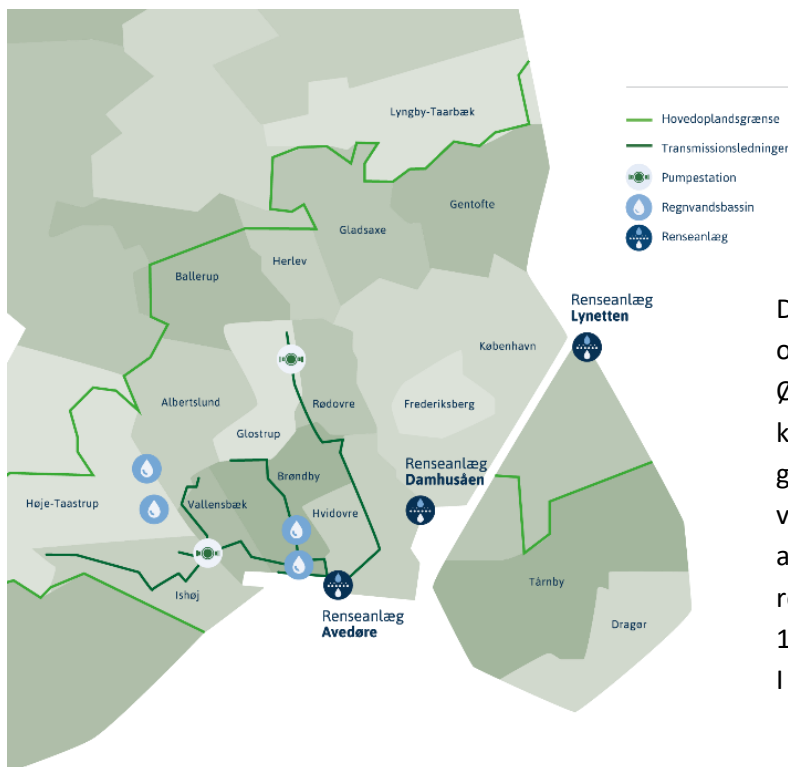 Lyngby-Taarbæk
Gentofte
Gladsaxe
Herlev
Ballerup
København
Albertslund
Rødovre
Frederiksberg
Glostrup
Brøndby
Høje-Taastrup
Vallensbæk
Hvidovre
Ishøj
Tårnby
Dragør
Renseanlæg
Lynetten
Renseanlæg
Damhusåen
Renseanlæg
Avedøre
Hovedoplandsgrænse
Transmissionsledninger
Pumpestation
Regnvandsbassin
Renseanlæg